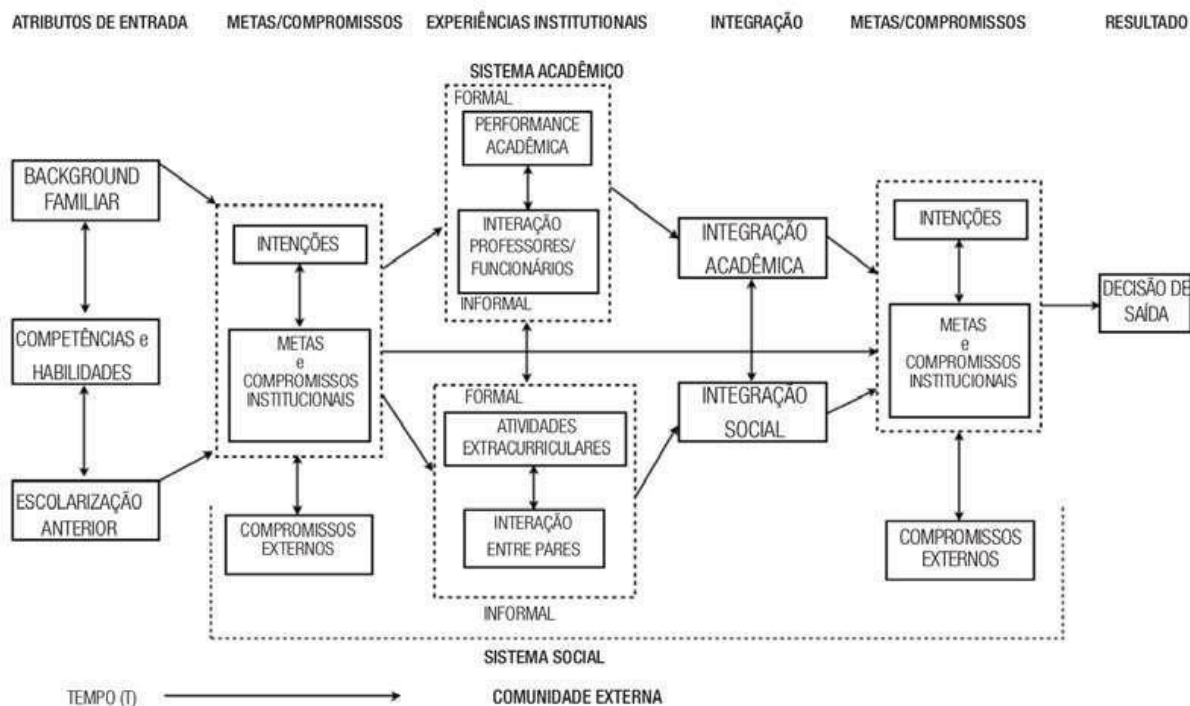 ATRIBUTOS DE ENTRADA
METAS/COMPROMISSOS
EXPERIÊNCIAS INSTITUTIONAIS
INTEGRAÇÃO
METAS/COMPROMISSOS
RESULTADO
BACKGROUND
FAMILIAR
COMPETÊNCIAS e
HABILIDADES
ESCOLARIZAÇÃO
ANTERIOR
INTENÇÕES
METAS
e
COMPROMISSOS
INSTITUCIONAIS
COMPROMISSOS
EXTERNOS
SISTEMA ACADÊMICO
FORMAL
PERFORMANCE
ACADÊMICA
INTERAÇÃO
PROFESSORES/
FUNCIONÁRIOS
INFORMAL
FORMAL
ATIVIDADES
EXTRACURRICULARES
INTERAÇÃO
ENTRE PARES
INFORMAL
SISTEMA SOCIAL
INTEGRAÇÃO
ACADÊMICA
INTEGRAÇÃO
SOCIAL
INTENÇÕES
METAS
e
COMPROMISSOS
INSTITUCIONAIS
COMPROMISSOS
EXTERNOS
DECISÃO DE
SAÍDA
TEMPO (T)
COMUNIDADE EXTERNA